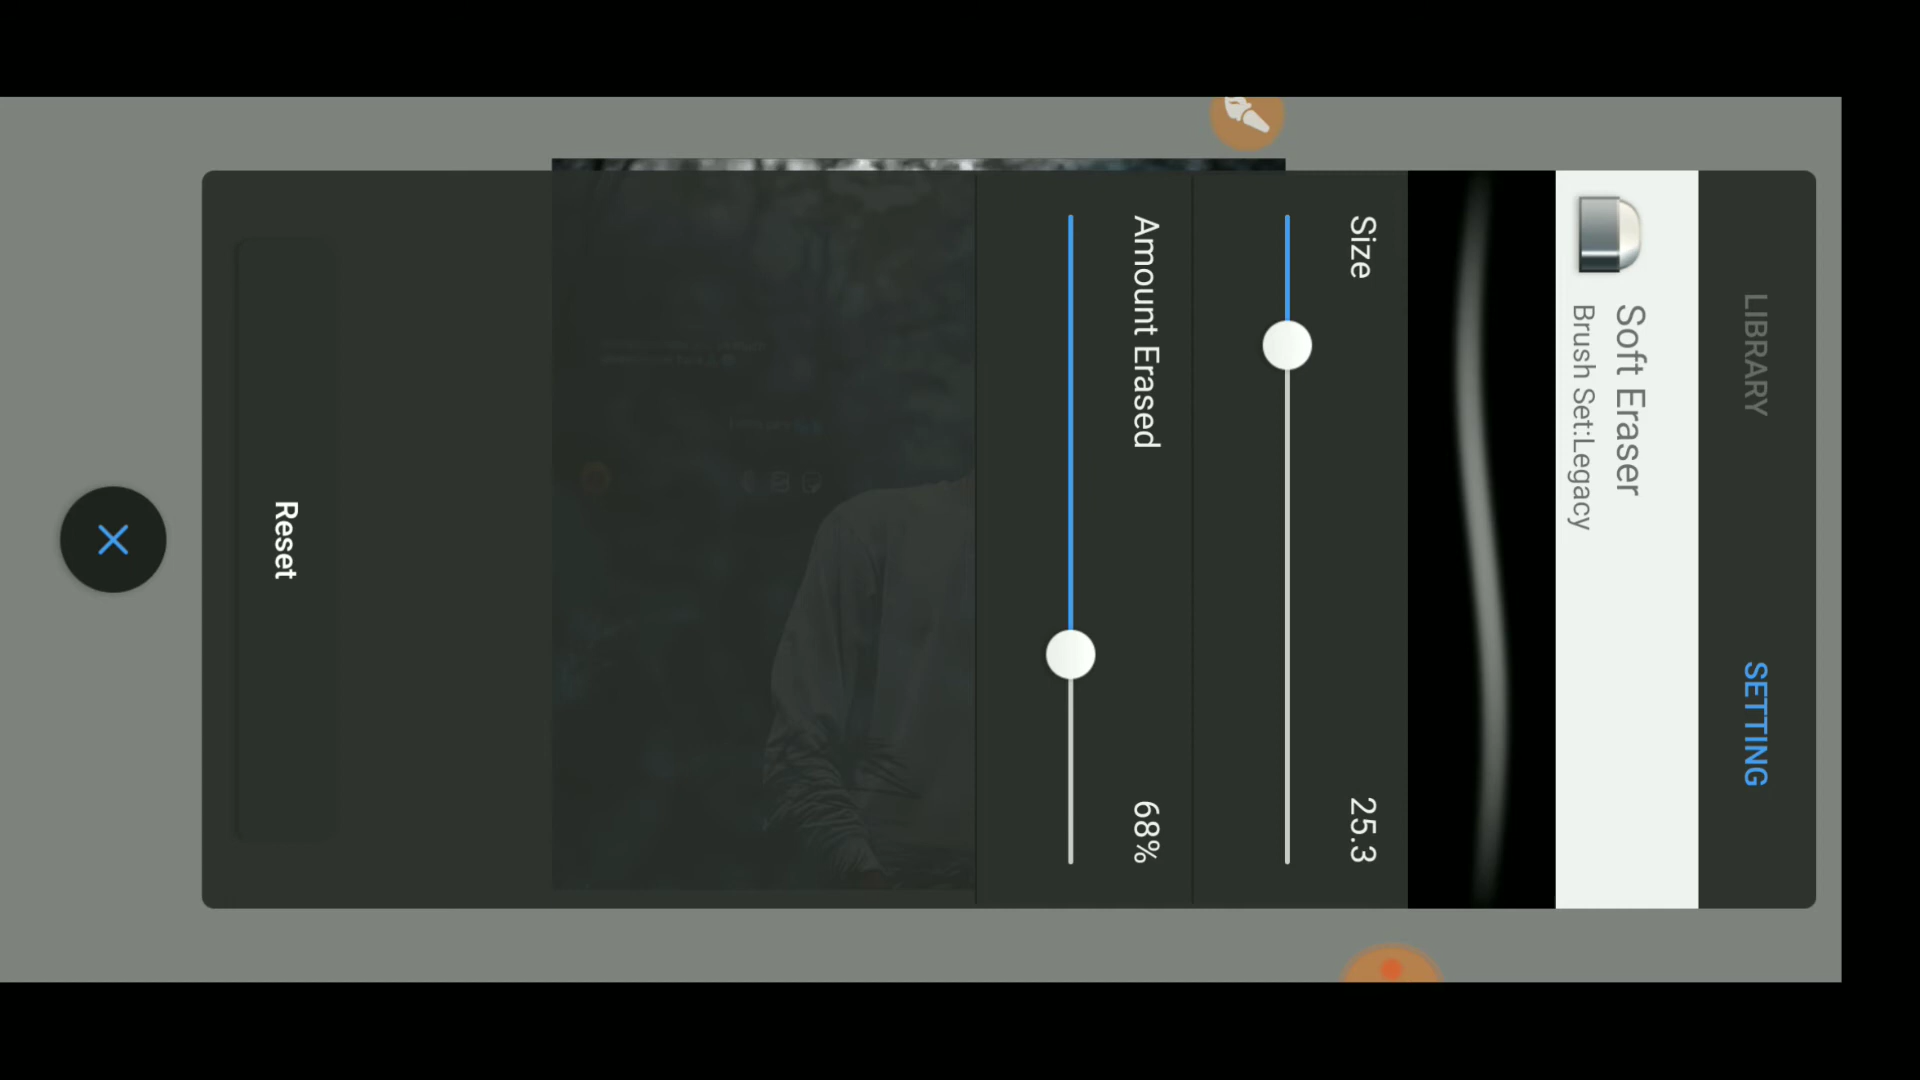 LIBRARY
SETTING
Soft Eraser
Brush Set:Legacy
Size
25.3
Amount Erased
68%
Reset